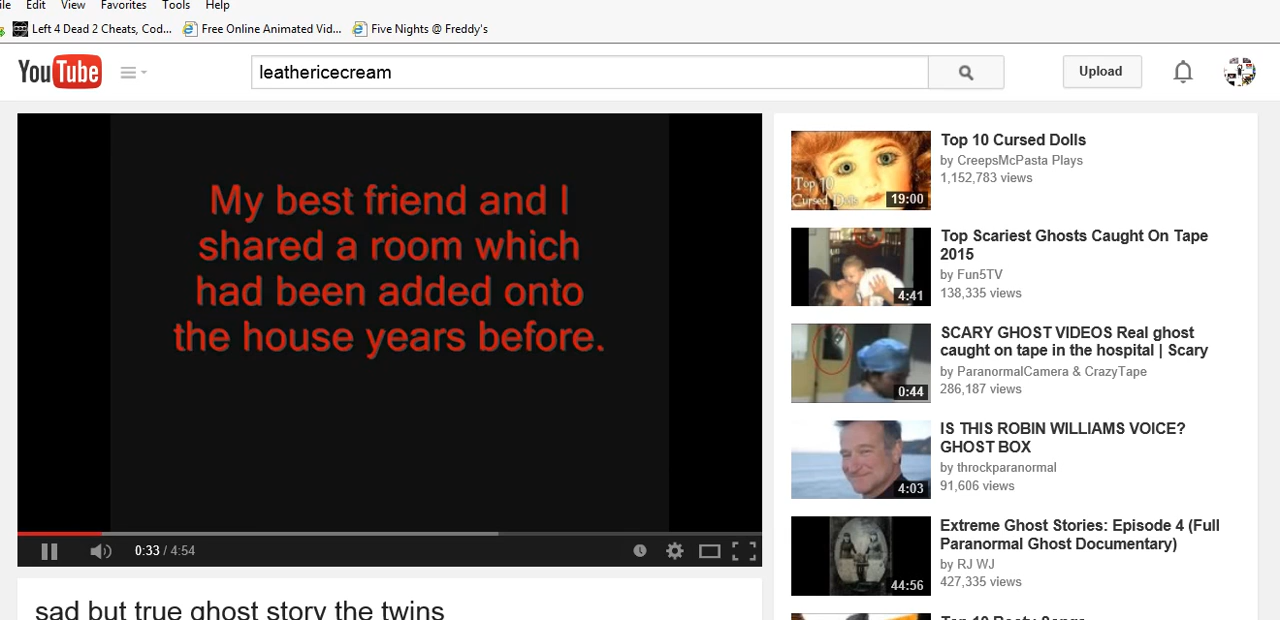 File Edit View Favorites Tools Help
Left 4 Dead 2 Cheats, Cod... Free Online Animated Vid... Five Nights @ Freddy's
YouTube leathericecream Upload
My best friend and I
shared a room which
had been added onto
the house years before.
0:33 / 4:54
sad but true ghost story the twins
Top 10 Cursed Dolls
by CreepsMcPasta Plays
1,152,783 views
Top 10
Cursed Dolls
19:00
Top Scariest Ghosts Caught On Tape
2015
by Fun5TV
138,335 views
4:41
SCARY GHOST VIDEOS Real ghost
caught on tape in the hospital | Scary
by ParanormalCamera & CrazyTape
286,187 views
0:44
IS THIS ROBIN WILLIAMS VOICE?
GHOST BOX
by throckparanormal
91,606 views
4:03
Extreme Ghost Stories: Episode 4 (Full
Paranormal Ghost Documentary)
by RJ WJ
427,335 views
44:56